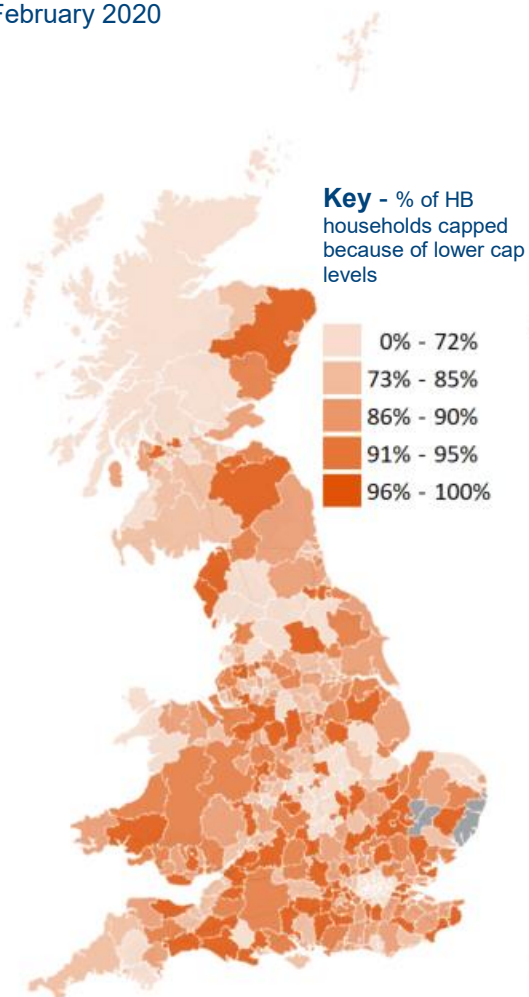 February 2020
Key - % of HB
households capped
because of lower cap
levels
0% - 72%
73% - 85%
86% - 90%
91% - 95%
96% - 100%